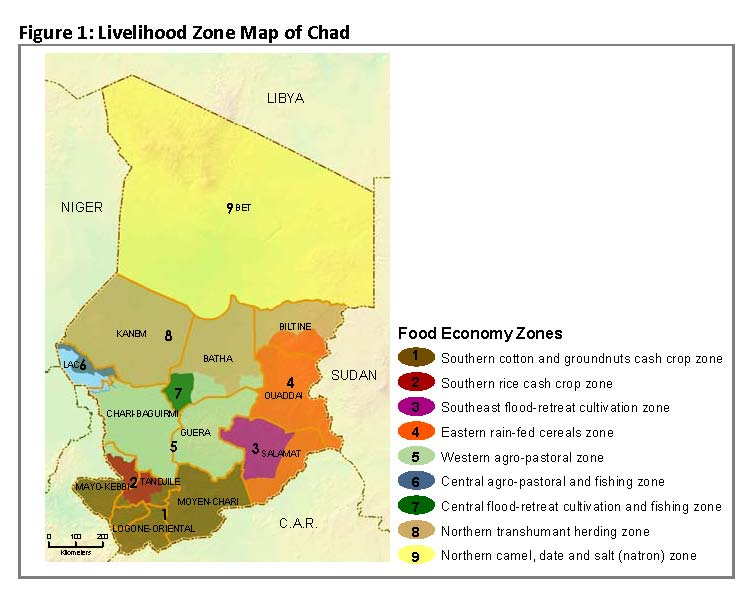 Figure 1: Livelihood Zone Map of Chad
LIBYA
NIGER
9 BET
KANEM
8
BILTINE
BATHA
LAC
6
SUDAN
4
OUADDAI
7
CHARI-BAGUIRMI
GUERA
5
3
SALAMAT
MAYO-KEBBI
2
TANDJILE
MOYEN-CHARI
1
LOGONE-ORIENTAL
C.A.R.
0 100 200
Kilometers
Food Economy Zones
1 Southern cotton and groundnuts cash crop zone
2 Southern rice cash crop zone
3 Southeast flood-retreat cultivation zone
4 Eastern rain-fed cereals zone
5 Western agro-pastoral zone
6 Central agro-pastoral and fishing zone
7 Central flood-retreat cultivation and fishing zone
8 Northern transhumant herding zone
9 Northern camel, date and salt (natron) zone